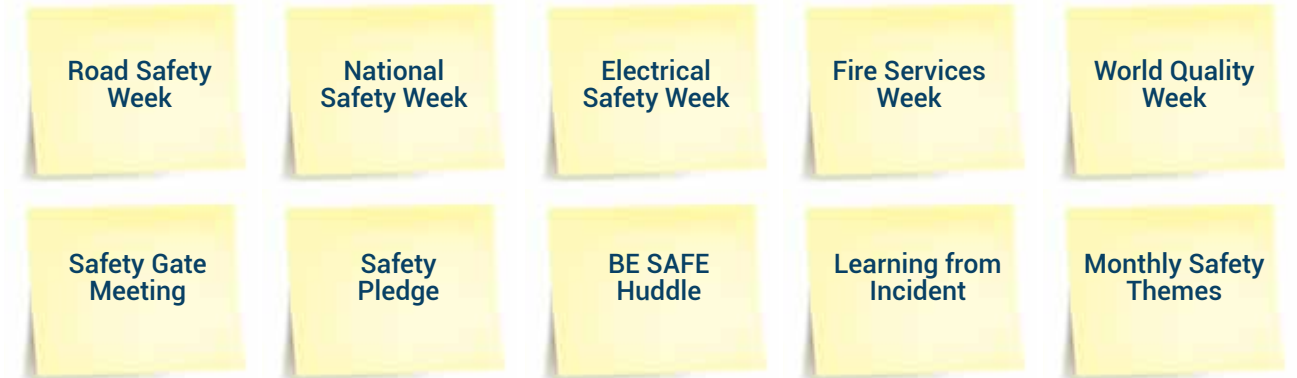 Road Safety
Week
National
Safety Week
Electrical
Safety Week
Fire Services
Week
World Quality
Week
Safety Gate
Meeting
Safety
Pledge
BE SAFE
Huddle
Learning from
Incident
Monthly Safety
Themes